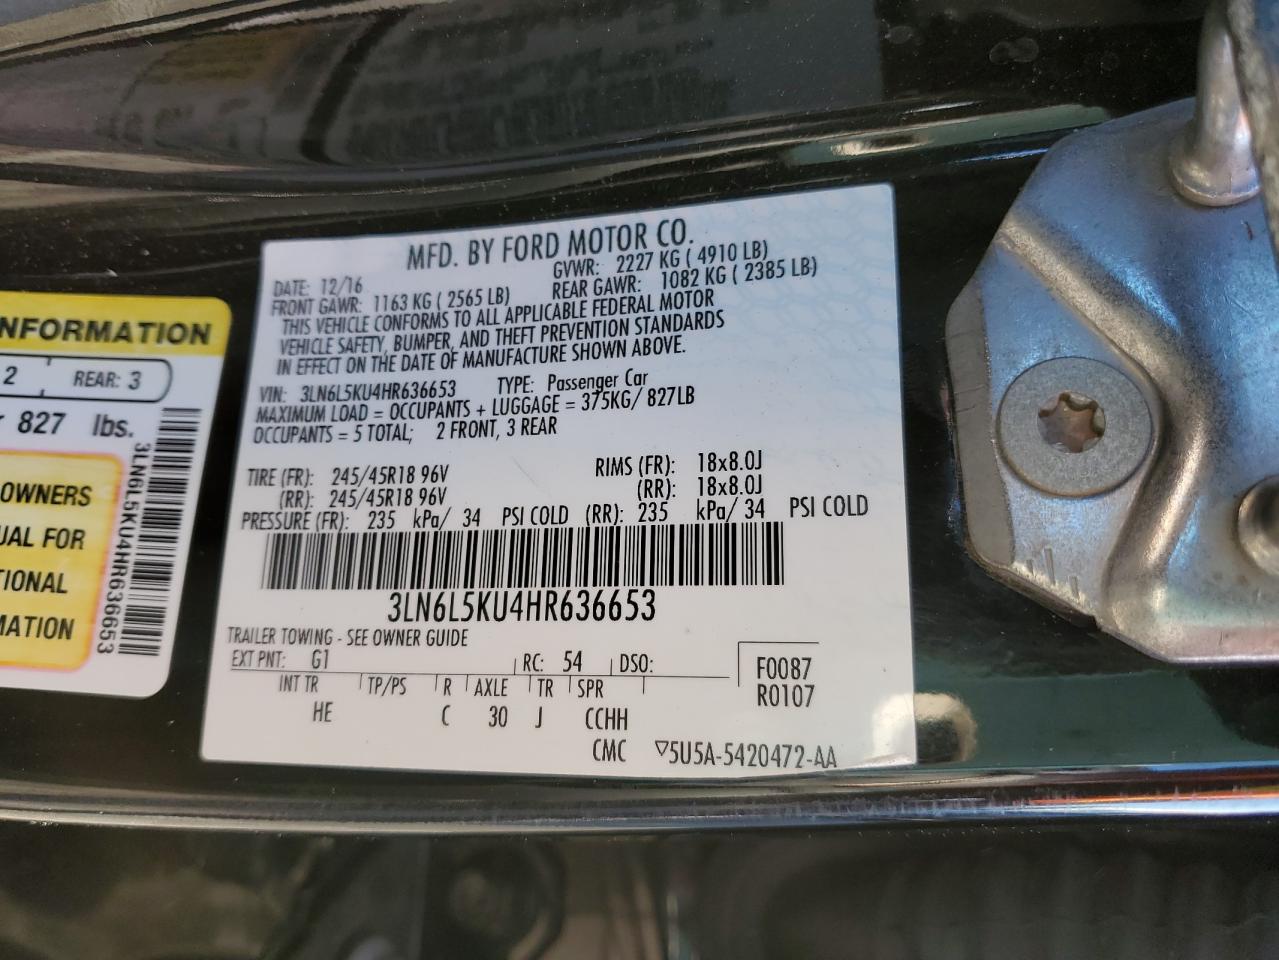 MFD. BY FORD MOTOR CO.
DATE: 12/16 GVWR: 2227 KG ( 4910 LB)
FRONT GAWR: 1163 KG ( 2565 LB) REAR GAWR: 1082 KG ( 2385 LB)
THIS VEHICLE CONFORMS TO ALL APPLICABLE FEDERAL MOTOR
VEHICLE SAFETY, BUMPER, AND THEFT PREVENTION STANDARDS
IN EFFECT ON THE DATE OF MANUFACTURE SHOWN ABOVE.
VIN: 3LN6L5KU4HR636653 TYPE: Passenger Car
MAXIMUM LOAD = OCCUPANTS + LUGGAGE = 375KG/ 827LB
OCCUPANTS = 5 TOTAL; 2 FRONT, 3 REAR
TIRE (FR): 245/45R18 96V RIMS (FR): 18x8.0J
(RR): 245/45R18 96V (RR): 18x8.0J
PRESSURE (FR): 235 kPa/ 34 PSI COLD (RR): 235 kPa/ 34 PSI COLD
3LN6L5KU4HR636653
TRAILER TOWING - SEE OWNER GUIDE
EXT PNT: G1 RC: 54 DSO: F0087
R0107
INT TR TP/PS R AXLE TR SPR
HE C 30 J CCHH
CMC ▽5U5A-5420472-AA
NFORMATION
2 REAR: 3
r 827 lbs.
OWNERS
UAL FOR
TIONAL
MATION
3LN6L5KU4HR636653